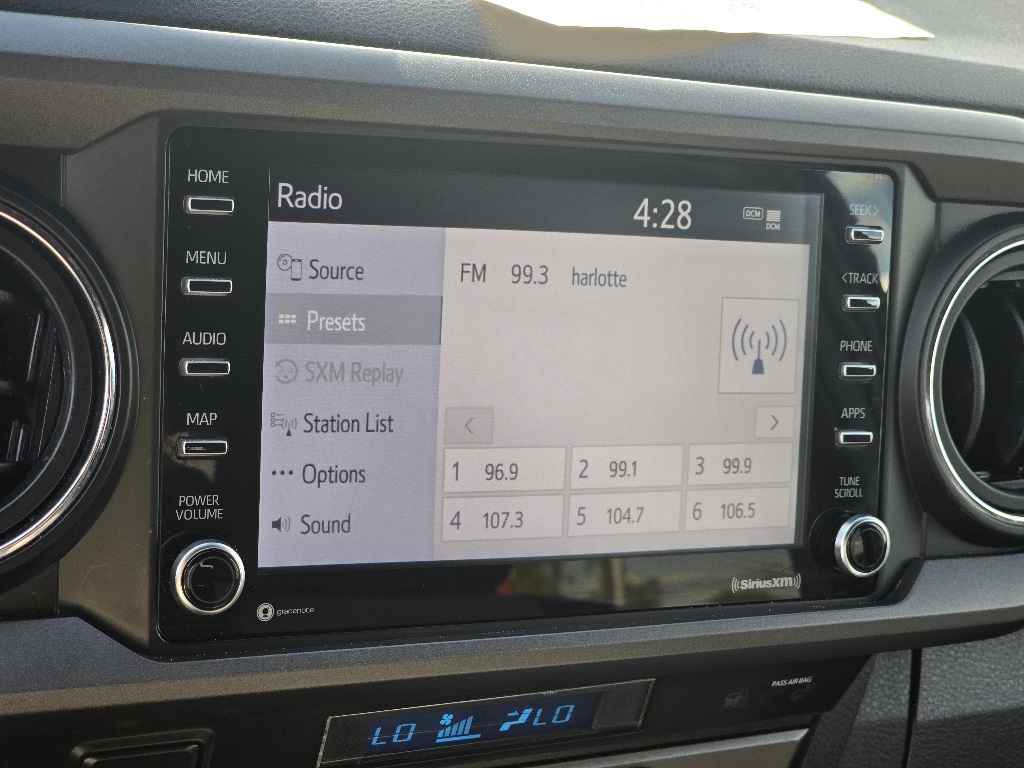 HOME
MENU
AUDIO
MAP
POWER
VOLUME
Radio
4:28
DCM
DCM
Source
Presets
SXM Replay
Station List
Options
Sound
FM 99.3 harlotte
<
>
1 96.9
2 99.1
3 99.9
4 107.3
5 104.7
6 106.5
SEEK>
<TRACK
PHONE
APPS
TUNE
SCROLL
gracenote
((SiriusXM))
PASS AIR BAG
LO
LO